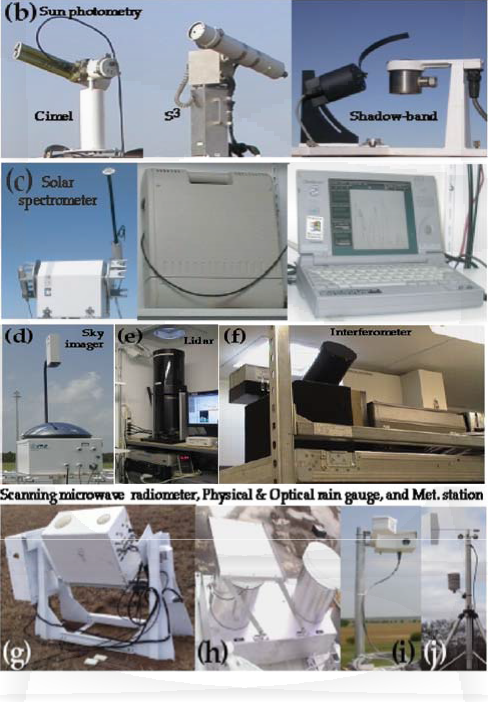 (b) Sun photometry
Cimel
S³
Shadow-band
(c) Solar
spectrometer
(d) Sky
imager
(e) Lidar
(f) Interferometer
Scanning microwave radiometer, Physical & Optical rain gauge, and Met. station
(g)
(h)
(i)
(j)